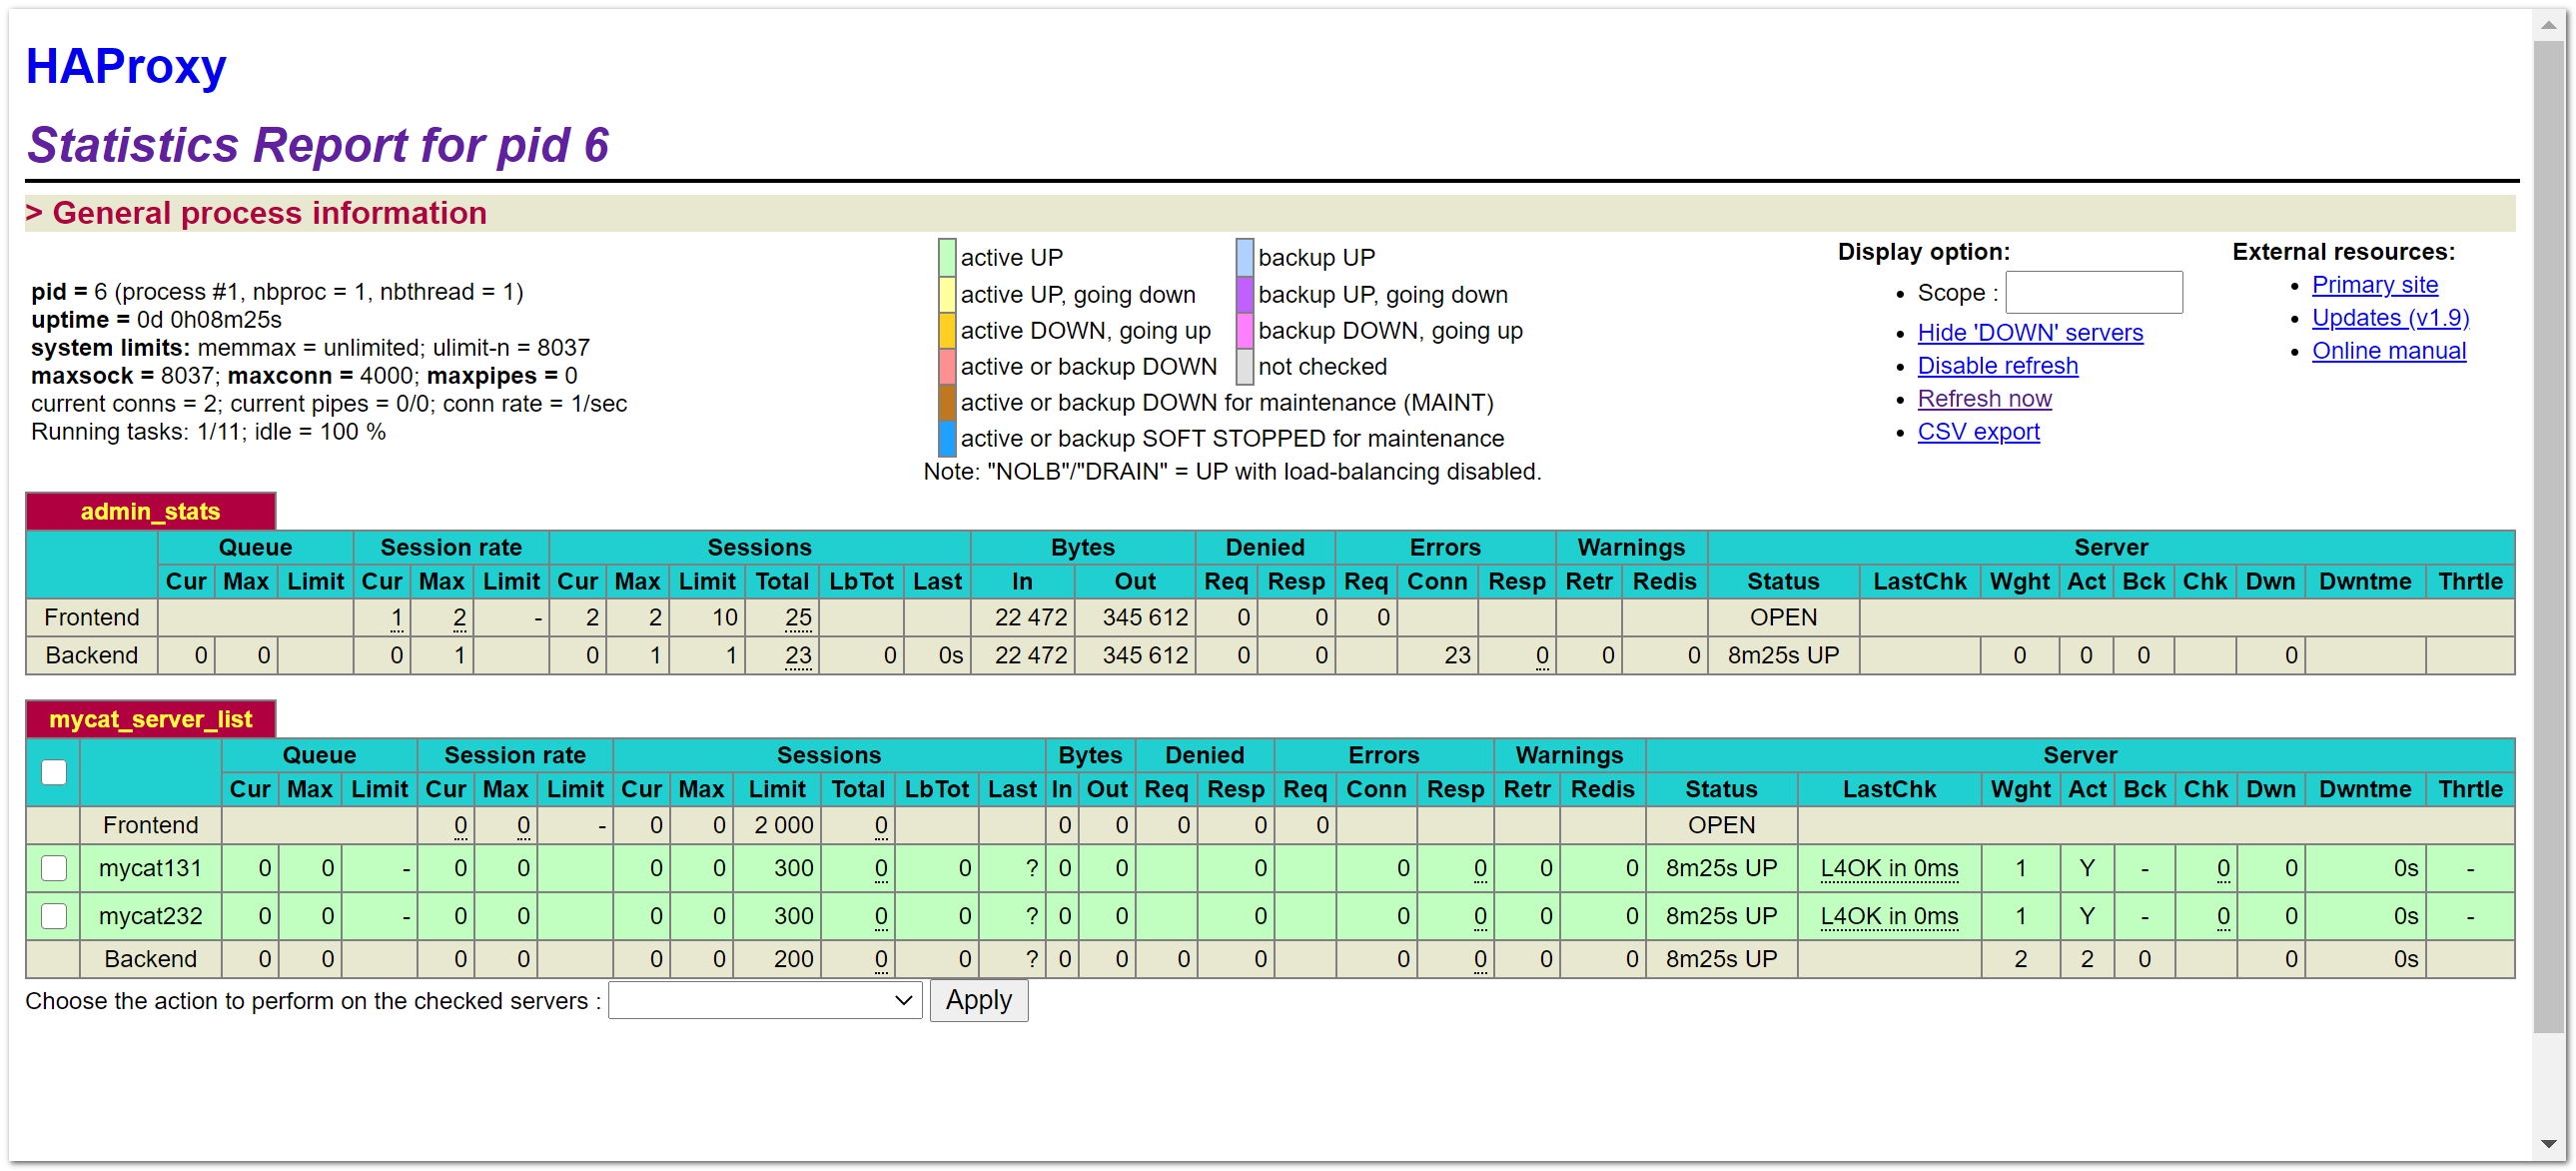 HAProxy
Statistics Report for pid 6
> General process information
pid = 6 (process #1, nbproc = 1, nbthread = 1)
uptime = 0d 0h08m25s
system limits: memmax = unlimited; ulimit-n = 8037
maxsock = 8037; maxconn = 4000; maxpipes = 0
current conns = 2; current pipes = 0/0; conn rate = 1/sec
Running tasks: 1/11; idle = 100 %
active UP backup UP
active UP, going down backup UP, going down
active DOWN, going up backup DOWN, going up
active or backup DOWN not checked
active or backup DOWN for maintenance (MAINT)
active or backup SOFT STOPPED for maintenance
Note: "NOLB"/"DRAIN" = UP with load-balancing disabled.
Display option:
• Scope :
• Hide 'DOWN' servers
• Disable refresh
• Refresh now
• CSV export
External resources:
• Primary site
• Updates (v1.9)
• Online manual
admin_stats
Queue Session rate Sessions Bytes Denied Errors Warnings Server
Cur Max Limit Cur Max Limit Cur Max Limit Total LbTot Last In Out Req Resp Req Conn Resp Retr Redis Status LastChk Wght Act Bck Chk Dwn Dwntme Thrtle
Frontend 1 2 - 2 2 10 25 22 472 345 612 0 0 0 OPEN
Backend 0 0 0 1 0 1 1 23 0 0s 22 472 345 612 0 0 23 0 0 0 8m25s UP 0 0 0 0
mycat_server_list
Queue Session rate Sessions Bytes Denied Errors Warnings Server
Cur Max Limit Cur Max Limit Cur Max Limit Total LbTot Last In Out Req Resp Req Conn Resp Retr Redis Status LastChk Wght Act Bck Chk Dwn Dwntme Thrtle
Frontend 0 0 - 0 0 2 000 0 0 0 0 0 0 OPEN
mycat131 0 0 - 0 0 0 0 300 0 0 ? 0 0 0 0 0 0 0 8m25s UP L4OK in 0ms 1 Y - 0 0 0s -
mycat232 0 0 - 0 0 0 0 300 0 0 ? 0 0 0 0 0 0 0 8m25s UP L4OK in 0ms 1 Y - 0 0 0s -
Backend 0 0 0 0 0 0 200 0 0 ? 0 0 0 0 0 0 0 0 8m25s UP 2 2 0 0 0s
Choose the action to perform on the checked servers : Apply